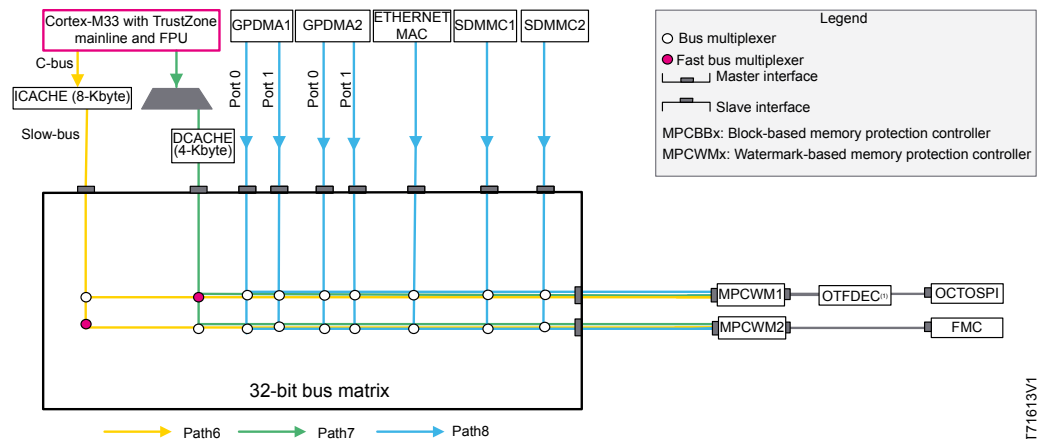 Cortex-M33 with TrustZone
mainline and FPU
GPDMA1
GPDMA2
ETHERNET
MAC
SDMMC1
SDMMC2
Legend
Bus multiplexer
Fast bus multiplexer
Master interface
Slave interface
MPCBBx: Block-based memory protection controller
MPCWMx: Watermark-based memory protection controller
C-bus
ICACHE (8-Kbyte)
Slow-bus
DCACHE
(4-Kbyte)
Port 0
Port 1
Port 0
Port 1
MPCWM1
OTFDEC(1)
OCTOSPI
MPCWM2
FMC
32-bit bus matrix
Path6
Path7
Path8
T71613V1